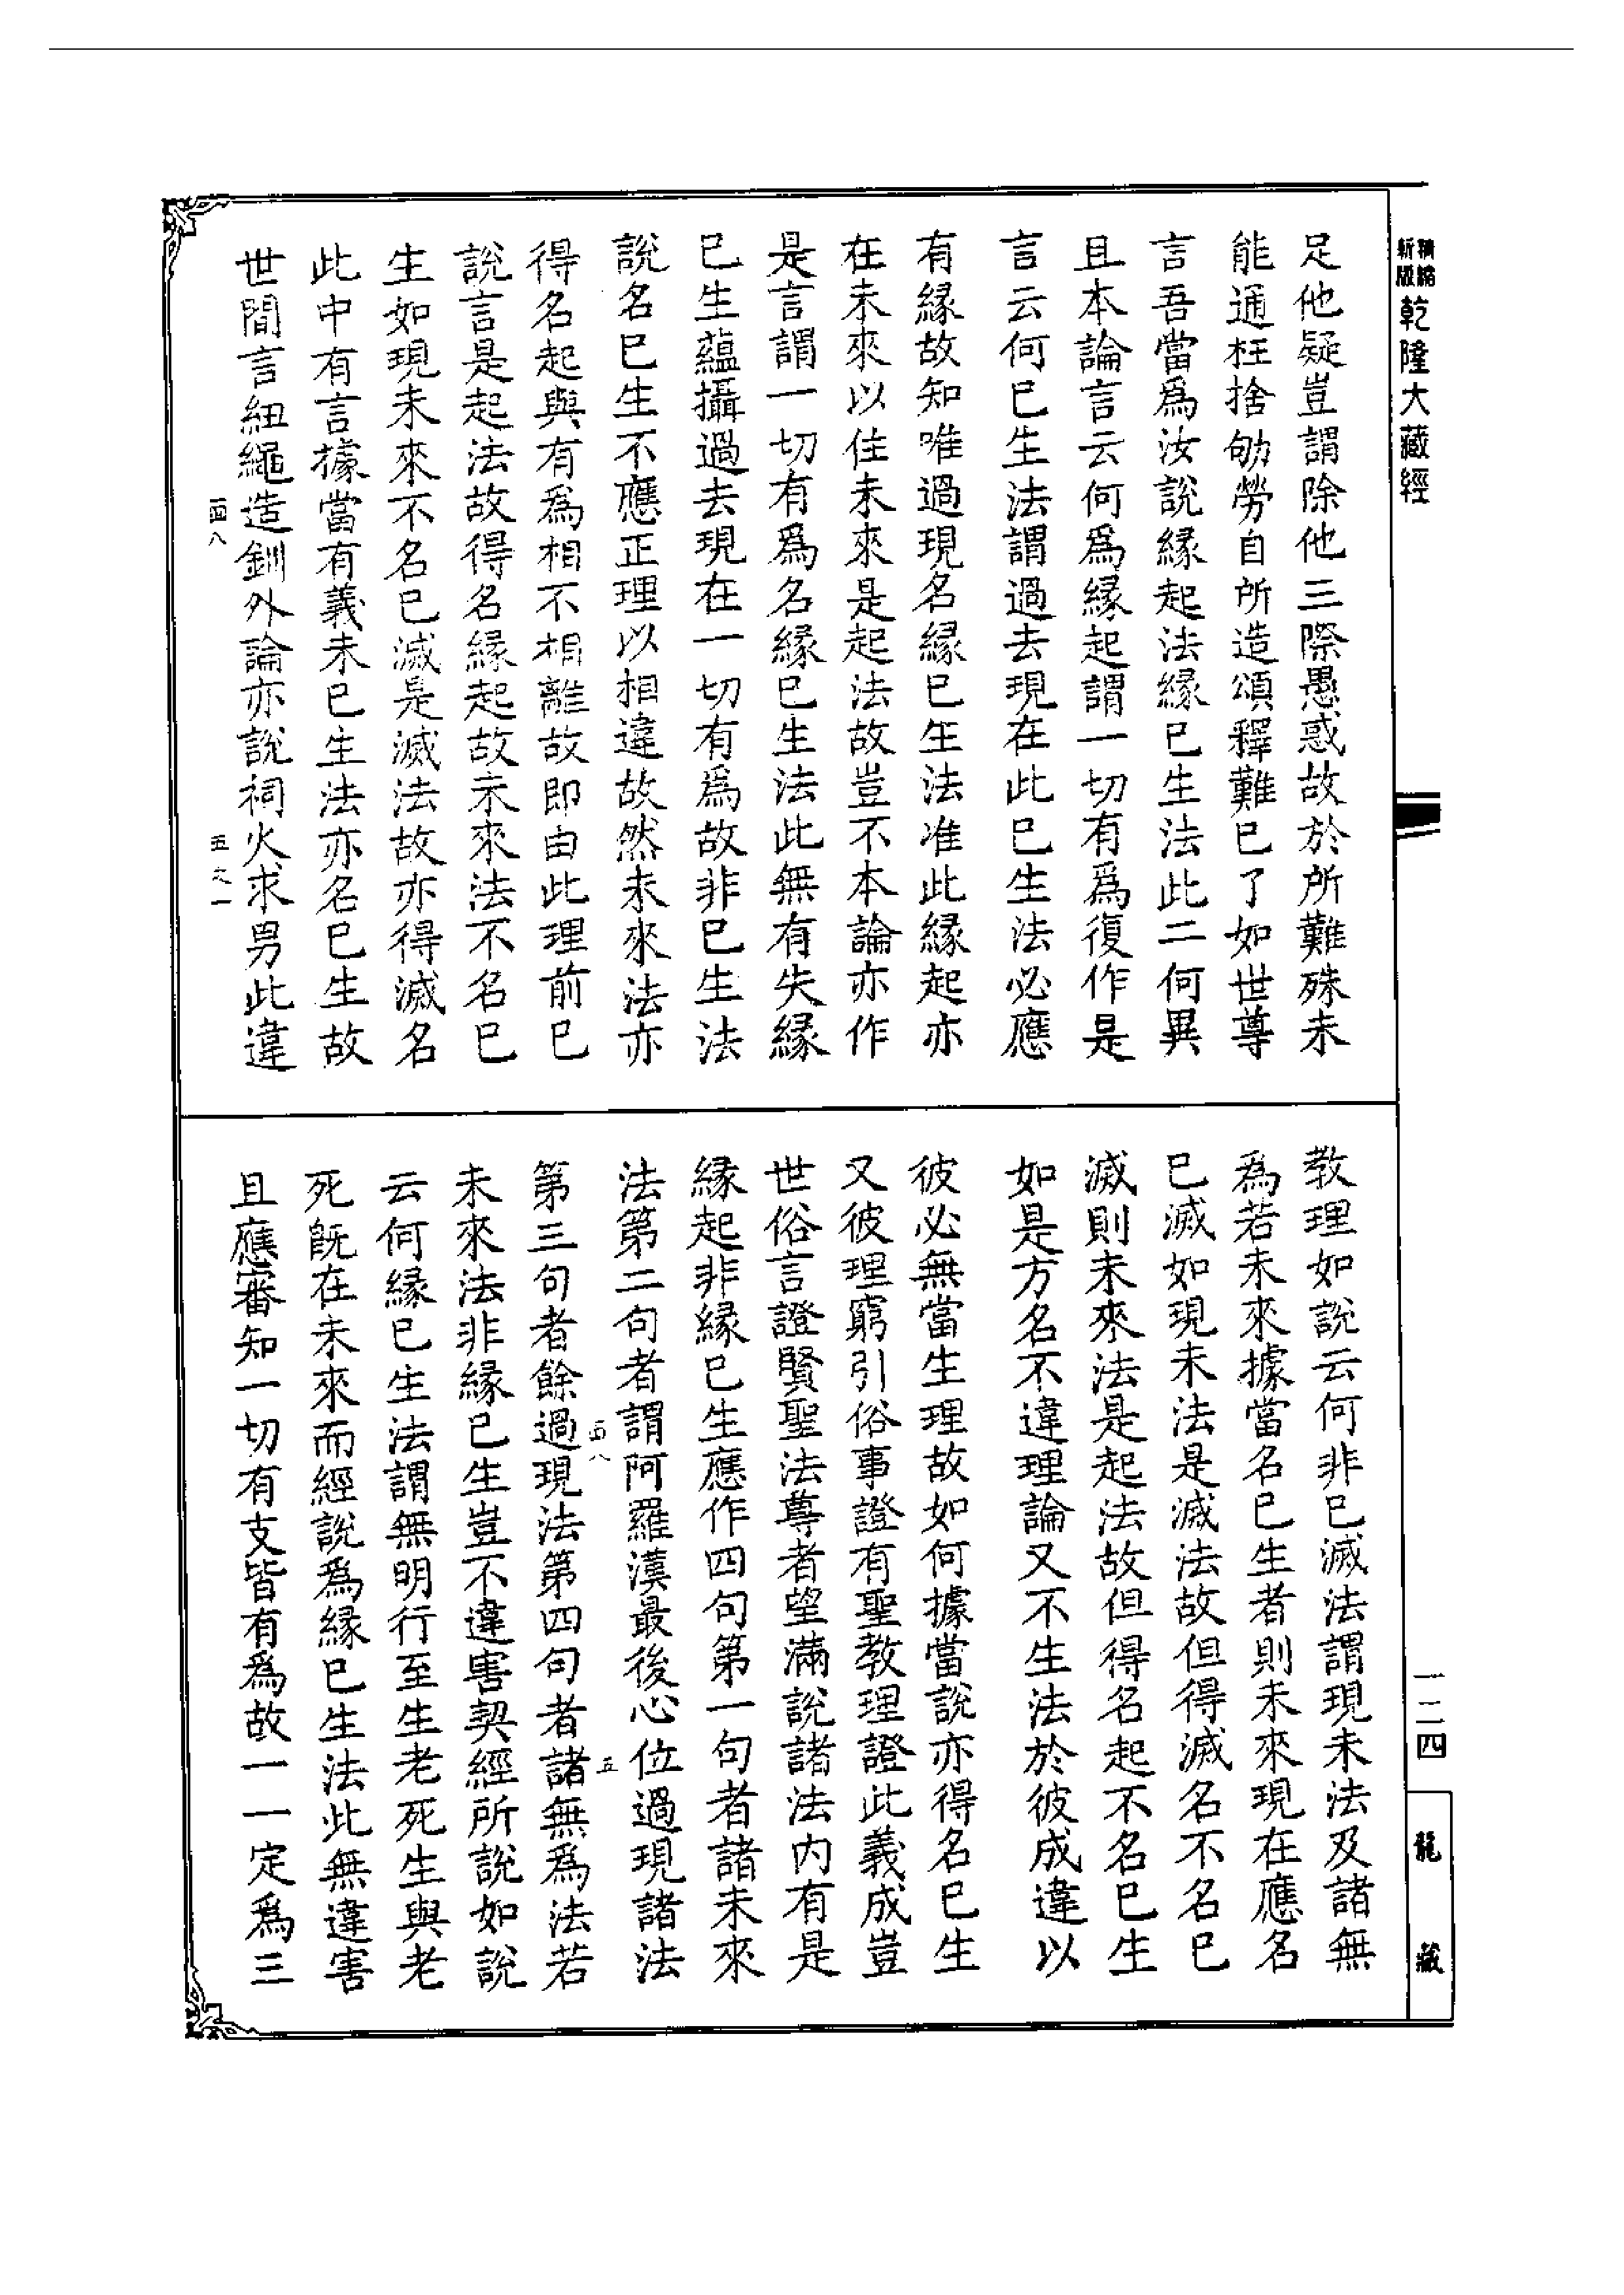 精縮
新版
乾隆大藏經
足他疑豈謂除他三際愚惑故於所難殊未
能通枉捨劬勞自所造頌釋難已了如世尊
言吾當爲汝說緣起法緣已生法此二何異
且本論言云何爲緣起謂一切有爲復作是
言云何已生法謂過去現在此已生法必應
有緣故知唯過現名緣已生法准此緣起亦
在未來以住未來是起法故豈不本論亦作
是言謂一切有爲名緣已生法此無有失緣
已生蘊攝過去現在一切有爲故非已生法
說名已生不應正理以相違故然未來法亦
得名起與有爲相不相離故即由此理前已
說言是起法故得名緣起故未來法不名已
生如現未來不名已滅是滅法故亦得滅名
此中有言據當有義未已生法亦名已生故
世間言紐繩造釧外論亦說祠火求男此違
面八
五之一
教理如說云何非已滅法謂現未法及諸無
爲若未來據當名已生者則未來現在應名
已滅如現未法是滅法故但得滅名不名已
滅則未來法是起法故但得名起不名已生
如是方名不違理論又不生法於彼成違以
彼必無當生理故如何據當說亦得名已生
又彼理窮引俗事證有聖教理證此義成豈
世俗言證賢聖法尊者望滿說諸法內有是
緣起非緣已生應作四句第一句者諸未來
法第二句者謂阿羅漢最後心位過現諸法
面八
五
第三句者餘過現法第四句者諸無爲法若
未來法非緣已生豈不違害契經所說如說
云何緣已生法謂無明行至生老死生與老
死既在未來而經說爲緣已生法此無違害
且應審知一切有支皆有爲故一一定爲三
一二四
龍藏